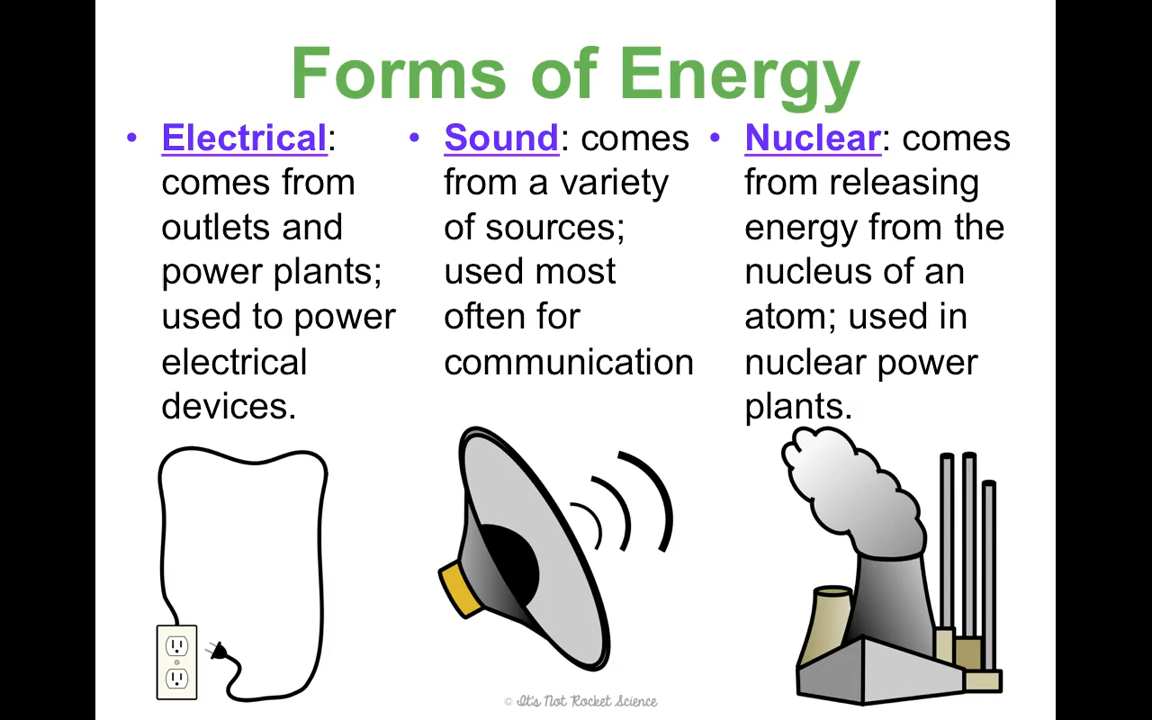 Forms of Energy
• Electrical:
comes from
outlets and
power plants;
used to power
electrical
devices.
• Sound: comes
from a variety
of sources;
used most
often for
communication
• Nuclear: comes
from releasing
energy from the
nucleus of an
atom; used in
nuclear power
plants.
© It's Not Rocket Science